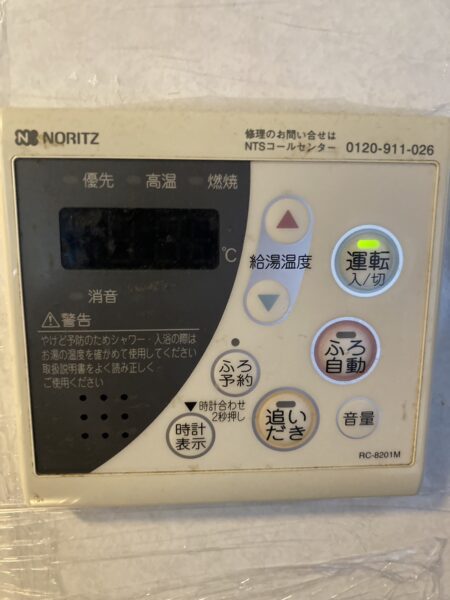 NORITZ
修理のお問い合せは
NTSコールセンター 0120-911-026
優先 高温 燃焼
℃
給湯温度
運転
入/切
消音
警告
やけど予防のためシャワー・入浴の際は
お湯の温度を確かめて使用してください
取扱説明書をよく読み正しく
ご使用ください
ふろ
自動
ふろ
予約
▼時計合わせ
2秒押し
時計
表示
追い
だき
音量
RC-8201M